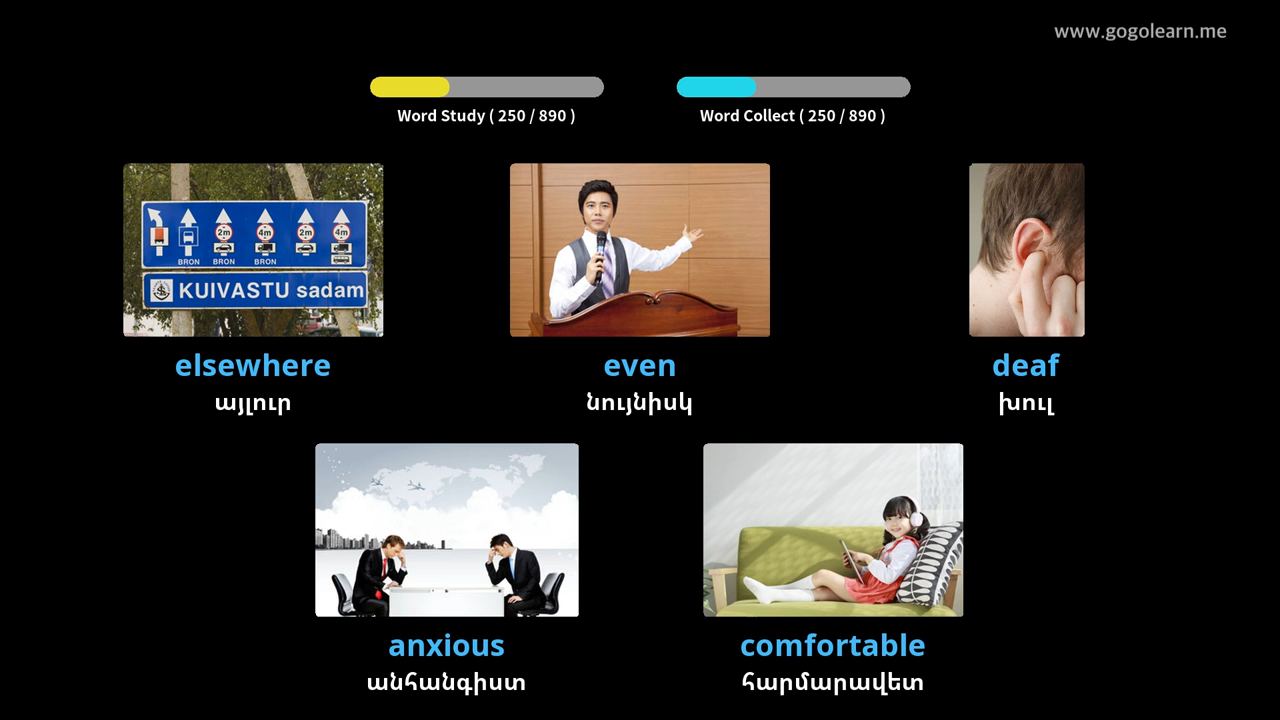 www.gogolearn.me
Word Study ( 250 / 890 )
Word Collect ( 250 / 890 )
2m
4m
2m
4m
BRON
BRON
BRON
KUIVASTU sadam
elsewhere
այլուր
even
նույնիսկ
deaf
խուլ
anxious
անհանգիստ
comfortable
հարմարավետ